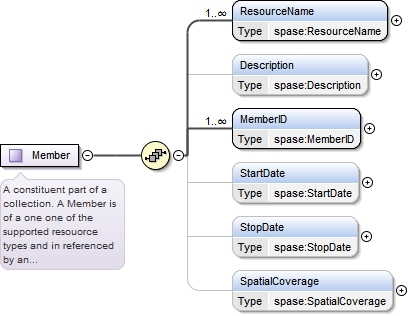 1..∞
ResourceName
Type spase:ResourceName
Description
Type spase:Description
1..∞
MemberID
Type spase:MemberID
Member
StartDate
Type spase:StartDate
A constituent part of a
collection. A Member is
of a one one of the
supported resouorce
types and in referenced
by an...
StopDate
Type spase:StopDate
SpatialCoverage
Type spase:SpatialCoverage